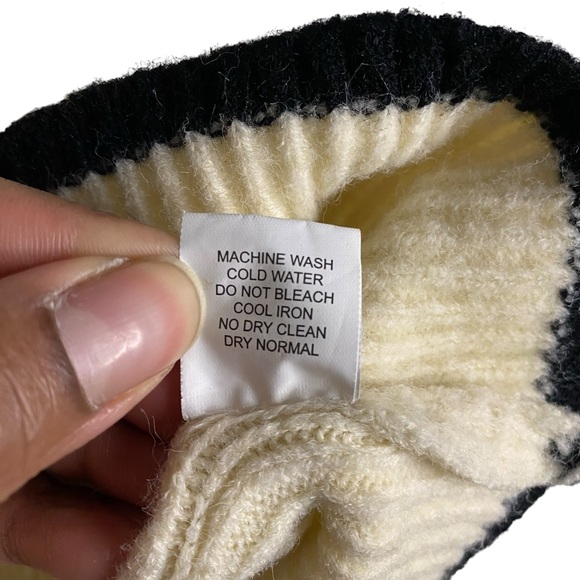 MACHINE WASH
COLD WATER
DO NOT BLEACH
COOL IRON
NO DRY CLEAN
DRY NORMAL